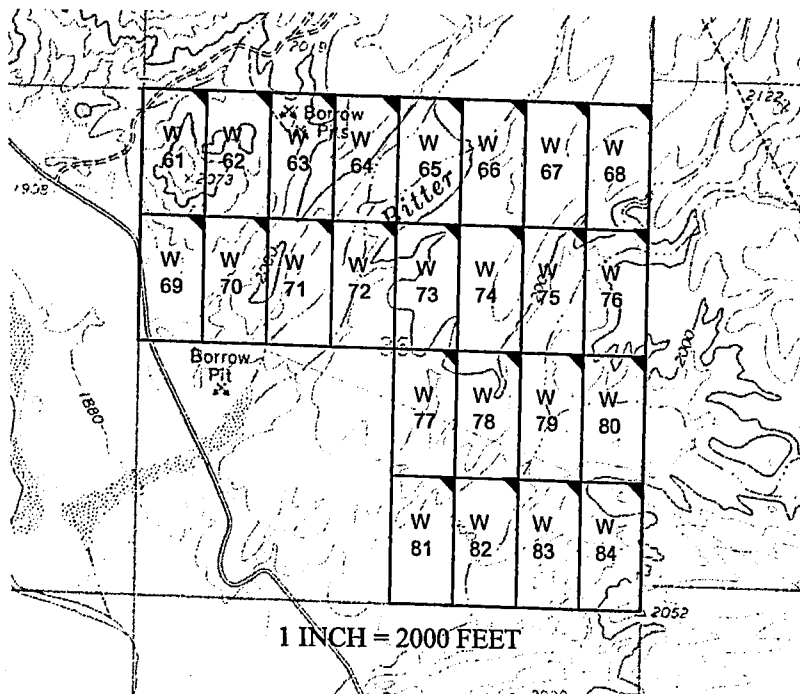 2019
2122
Borrow
Pits
W W W W W W W W
61 62 63 64 65 66 67 68
1938
2073
Bitter
W W W W W W W W
69 70 71 72 73 74 75 76
2000
Borrow
Pit
1880
W W W W
77 78 79 80
W W W W
81 82 83 84
2052
1 INCH = 2000 FEET